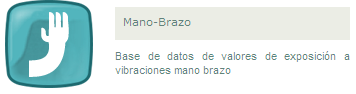 Mano-Brazo
Base de datos de valores de exposición a
vibraciones mano brazo